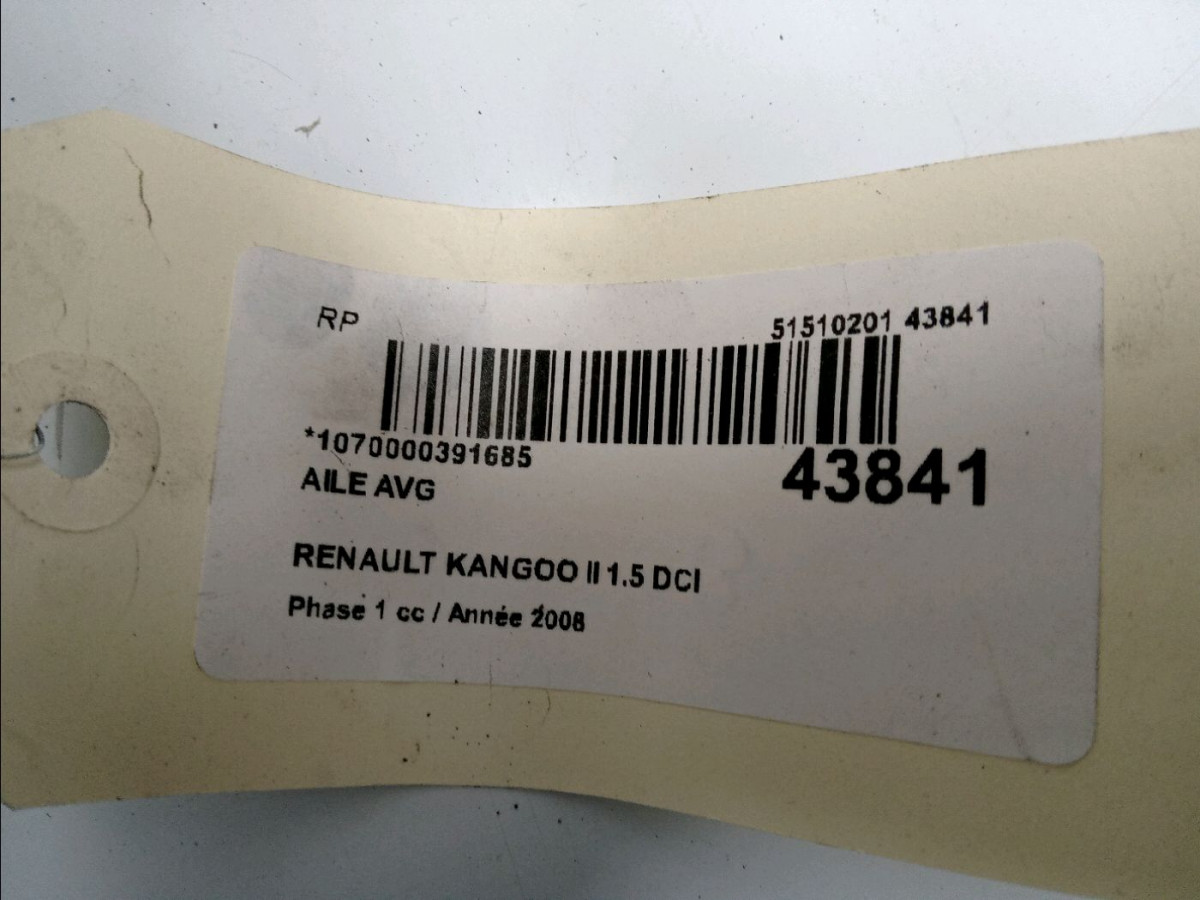 RP
51510201 43841
*1070000391685
43841
AILE AVG
RENAULT KANGOO II 1.5 DCI
Phase 1 cc / Année 2008